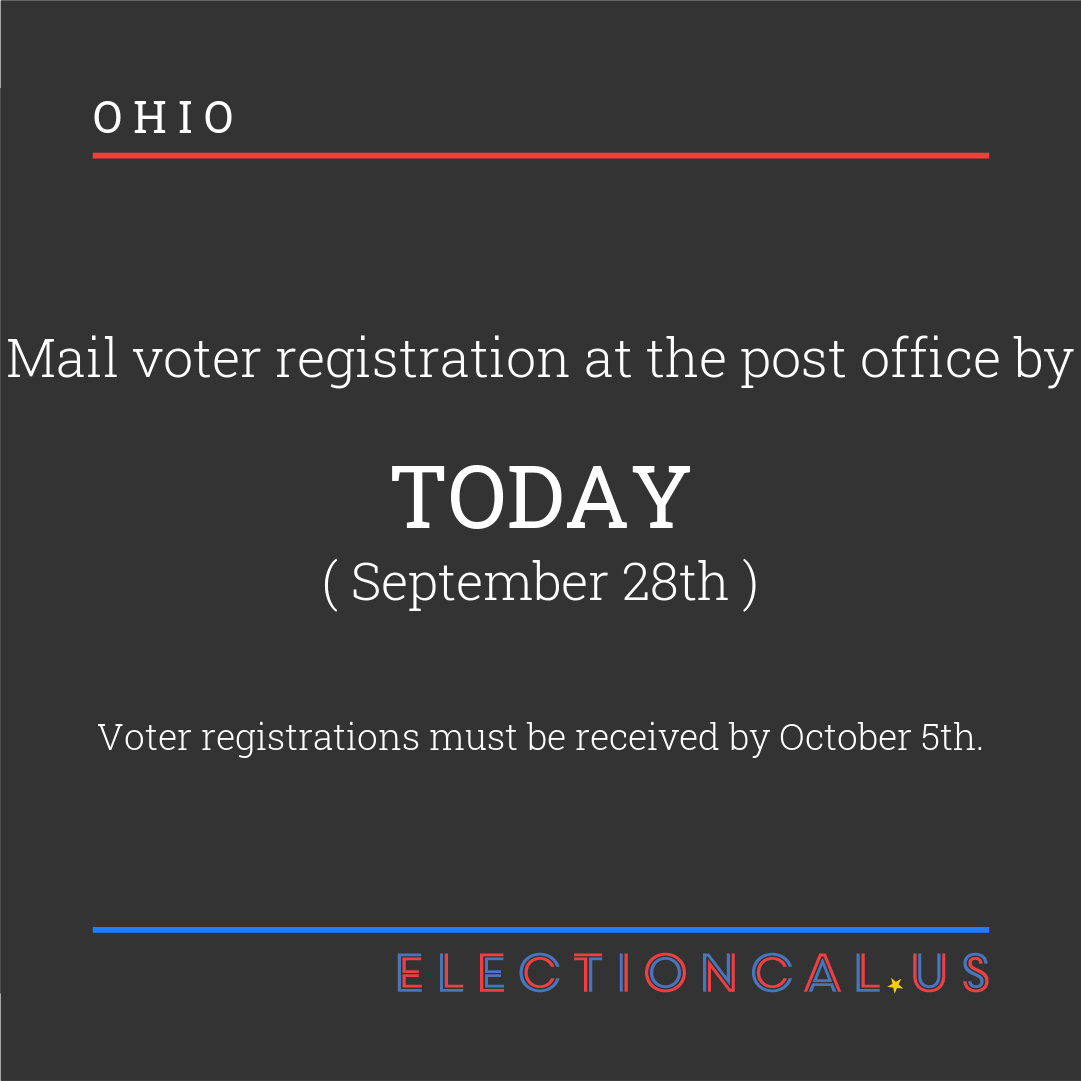 OHIO
Mail voter registration at the post office by
TODAY
( September 28th )
Voter registrations must be received by October 5th.
ELECTIONCAL.US